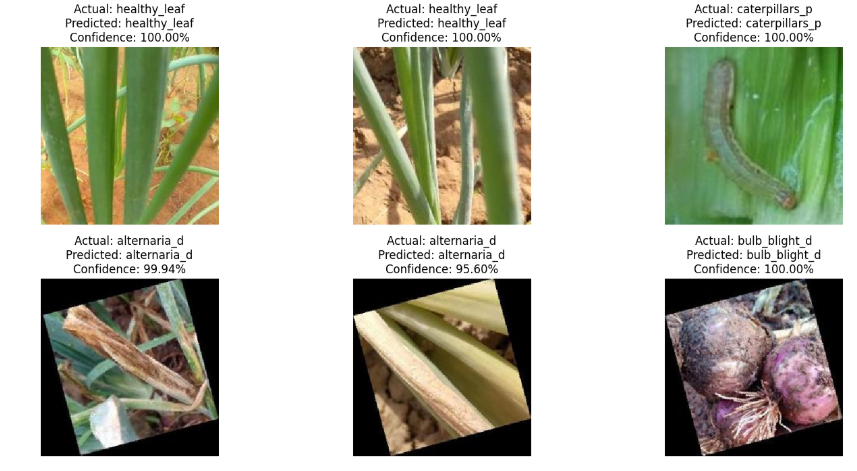 Actual: healthy_leaf
Predicted: healthy_leaf
Confidence: 100.00%
Actual: healthy_leaf
Predicted: healthy_leaf
Confidence: 100.00%
Actual: caterpillars_p
Predicted: caterpillars_p
Confidence: 100.00%
Actual: alternaria_d
Predicted: alternaria_d
Confidence: 99.94%
Actual: alternaria_d
Predicted: alternaria_d
Confidence: 95.60%
Actual: bulb_blight_d
Predicted: bulb_blight_d
Confidence: 100.00%